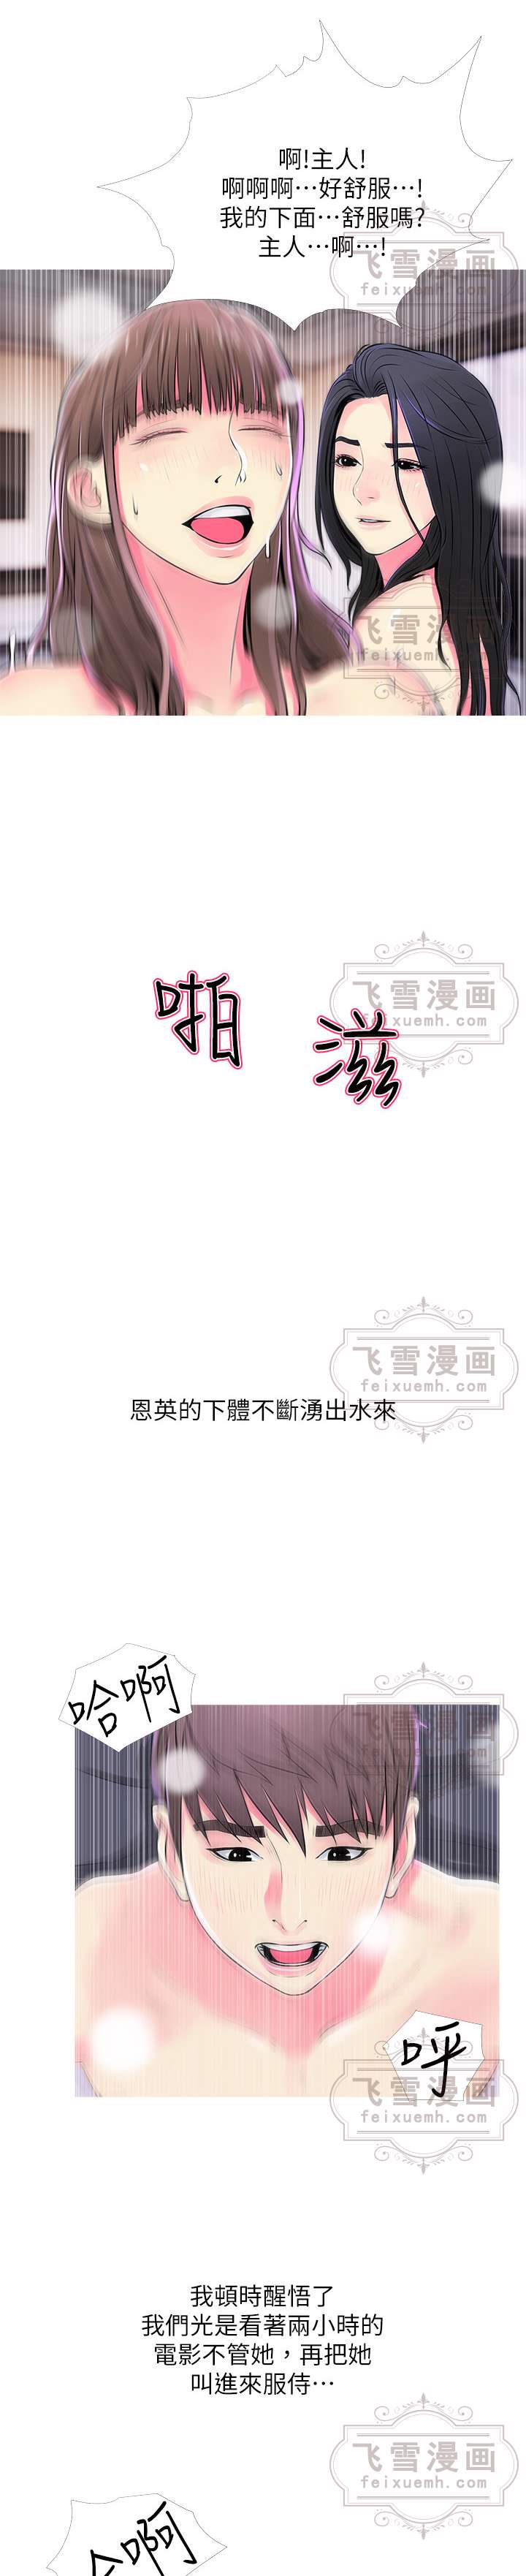 啊!主人!
啊啊啊…好舒服…!
我的下面…舒服嗎?
主人…啊…!
飞雪漫画
feixuemh.com
飞雪漫画
feixuemh.com
飞雪漫画
feixuemh.com
啪
滋
飞雪漫画
feixuemh.com
恩英的下體不斷湧出水來
哈啊
飞雪漫画
feixuemh.com
呼
飞雪漫画
feixuemh.com
我頓時醒悟了
我們光是看著兩小時的
電影不管她，再把她
叫進來服侍…
飞雪漫画
feixuemh.com
哈啊